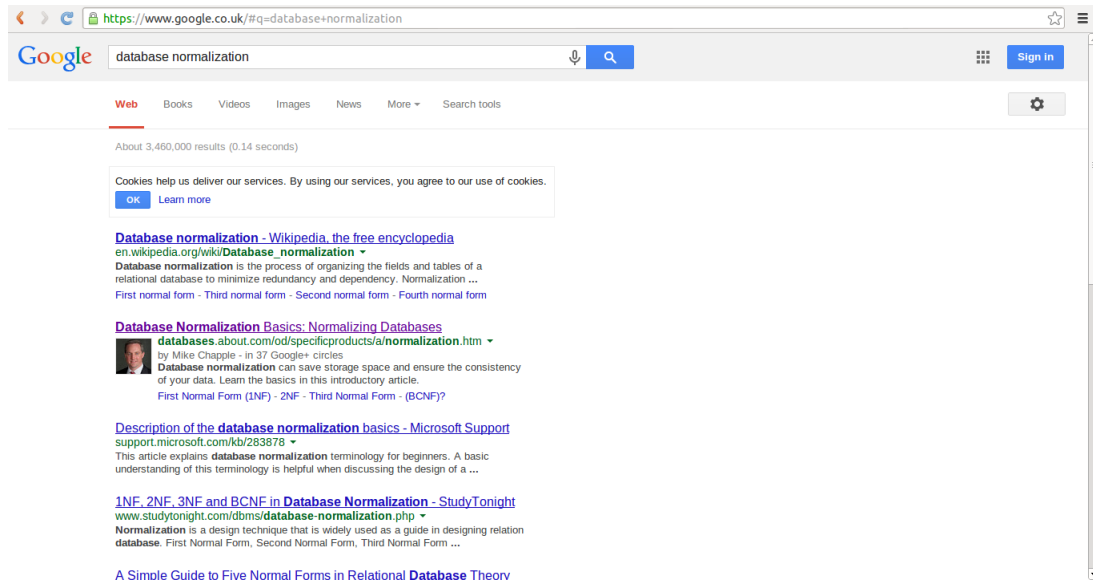 https://www.google.co.uk/#q=database+normalization
Google database normalization Sign in
Web Books Videos Images News More Search tools
About 3,460,000 results (0.14 seconds)
Cookies help us deliver our services. By using our services, you agree to our use of cookies.
OK Learn more
Database normalization - Wikipedia, the free encyclopedia
en.wikipedia.org/wiki/Database_normalization
Database normalization is the process of organizing the fields and tables of a
relational database to minimize redundancy and dependency. Normalization ...
First normal form - Third normal form - Second normal form - Fourth normal form
Database Normalization Basics: Normalizing Databases
databases.about.com/od/specificproducts/a/normalization.htm
by Mike Chapple - in 37 Google+ circles
Database normalization can save storage space and ensure the consistency
of your data. Learn the basics in this introductory article.
First Normal Form (1NF) - 2NF - Third Normal Form - (BCNF)?
Description of the database normalization basics - Microsoft Support
support.microsoft.com/kb/283878
This article explains database normalization terminology for beginners. A basic
understanding of this terminology is helpful when discussing the design of a ...
1NF, 2NF, 3NF and BCNF in Database Normalization - StudyTonight
www.studytonight.com/dbms/database-normalization.php
Normalization is a design technique that is widely used as a guide in designing relation
database. First Normal Form, Second Normal Form, Third Normal Form ...
A Simple Guide to Five Normal Forms in Relational Database Theory